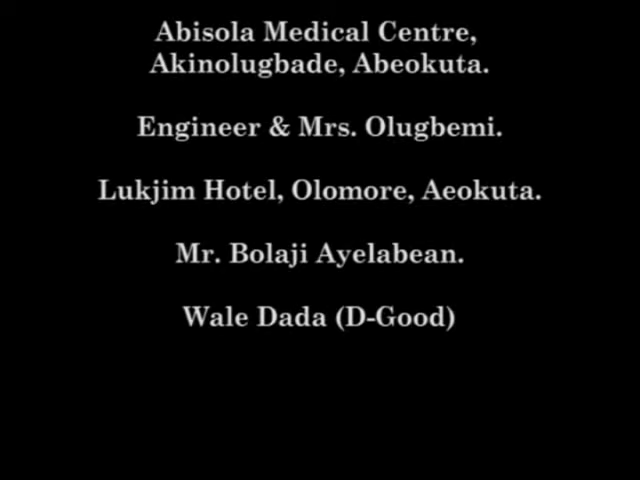 Abisola Medical Centre,
Akinolugbade, Abeokuta.
Engineer & Mrs. Olugbemi.
Lukjim Hotel, Olomore, Aeokuta.
Mr. Bolaji Ayelabean.
Wale Dada (D-Good)